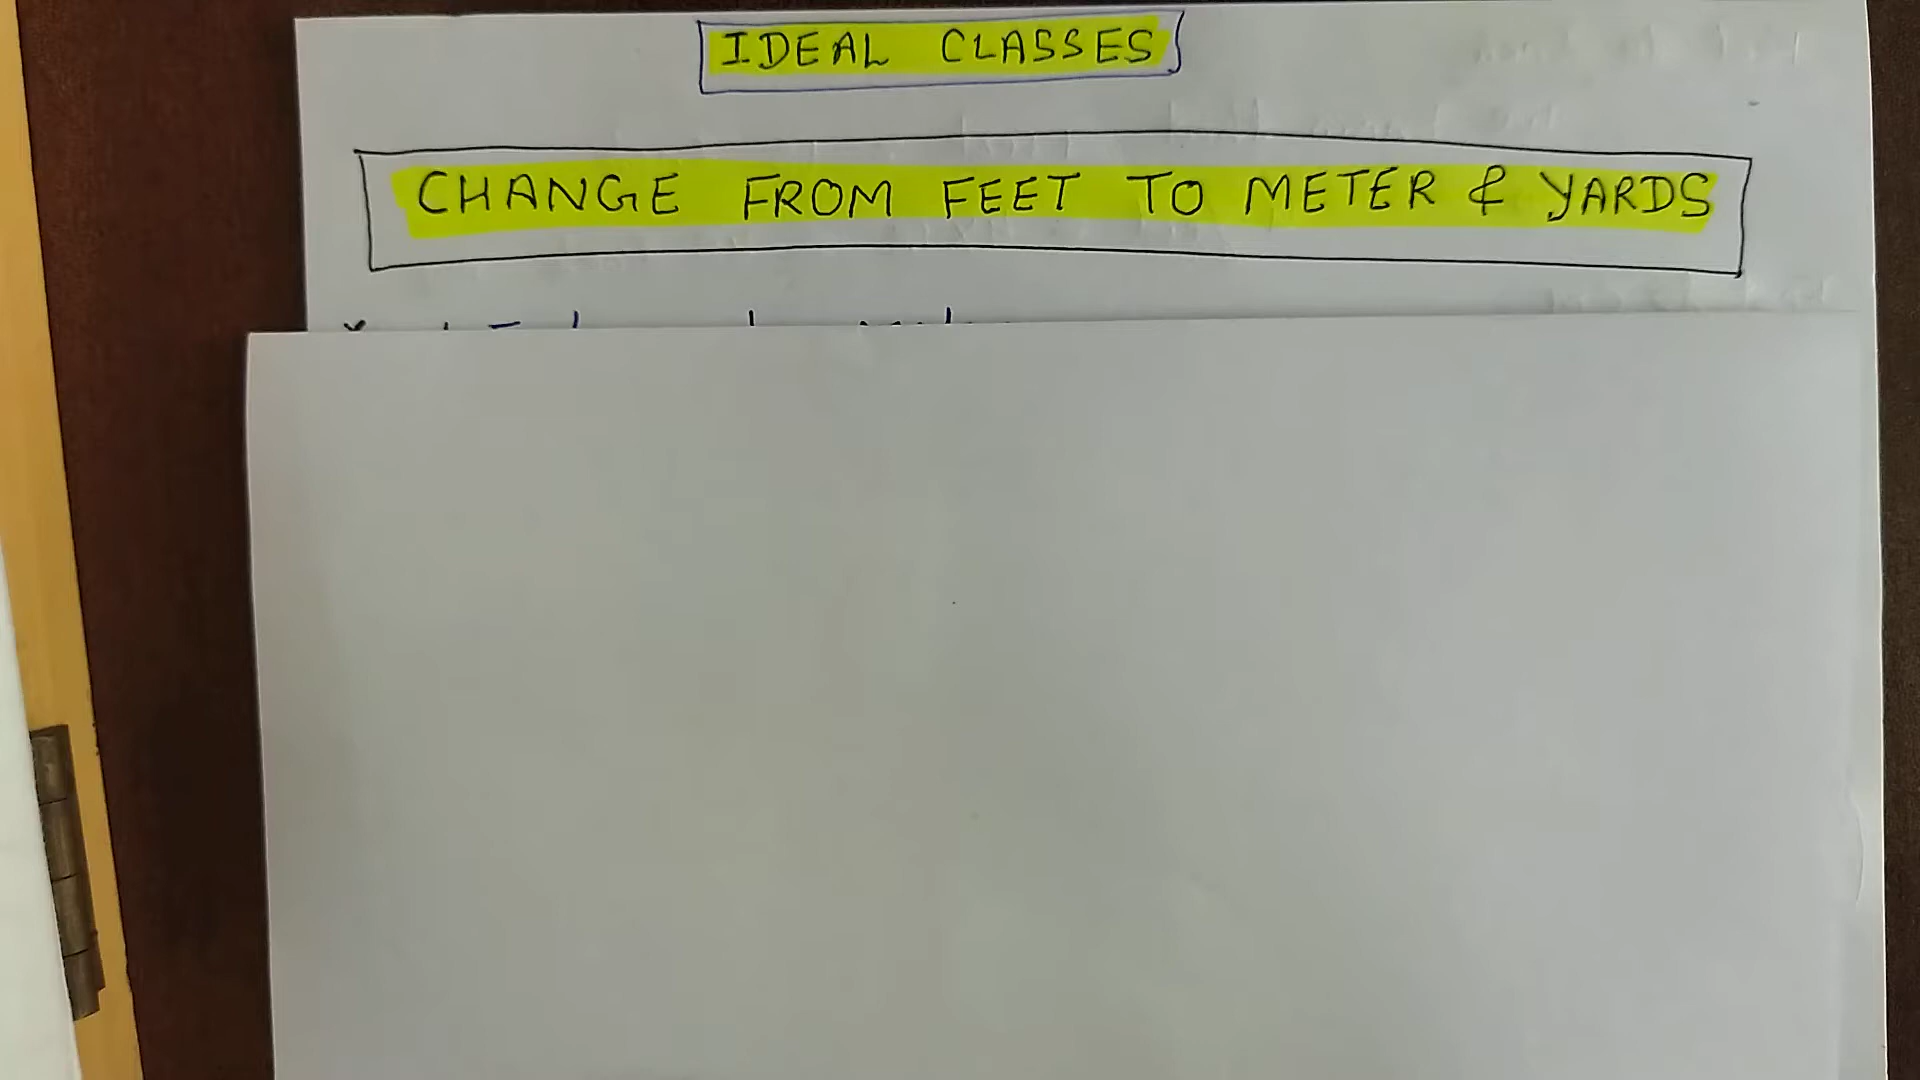 IDEAL CLASSES
CHANGE FROM FEET TO METER & YARDS